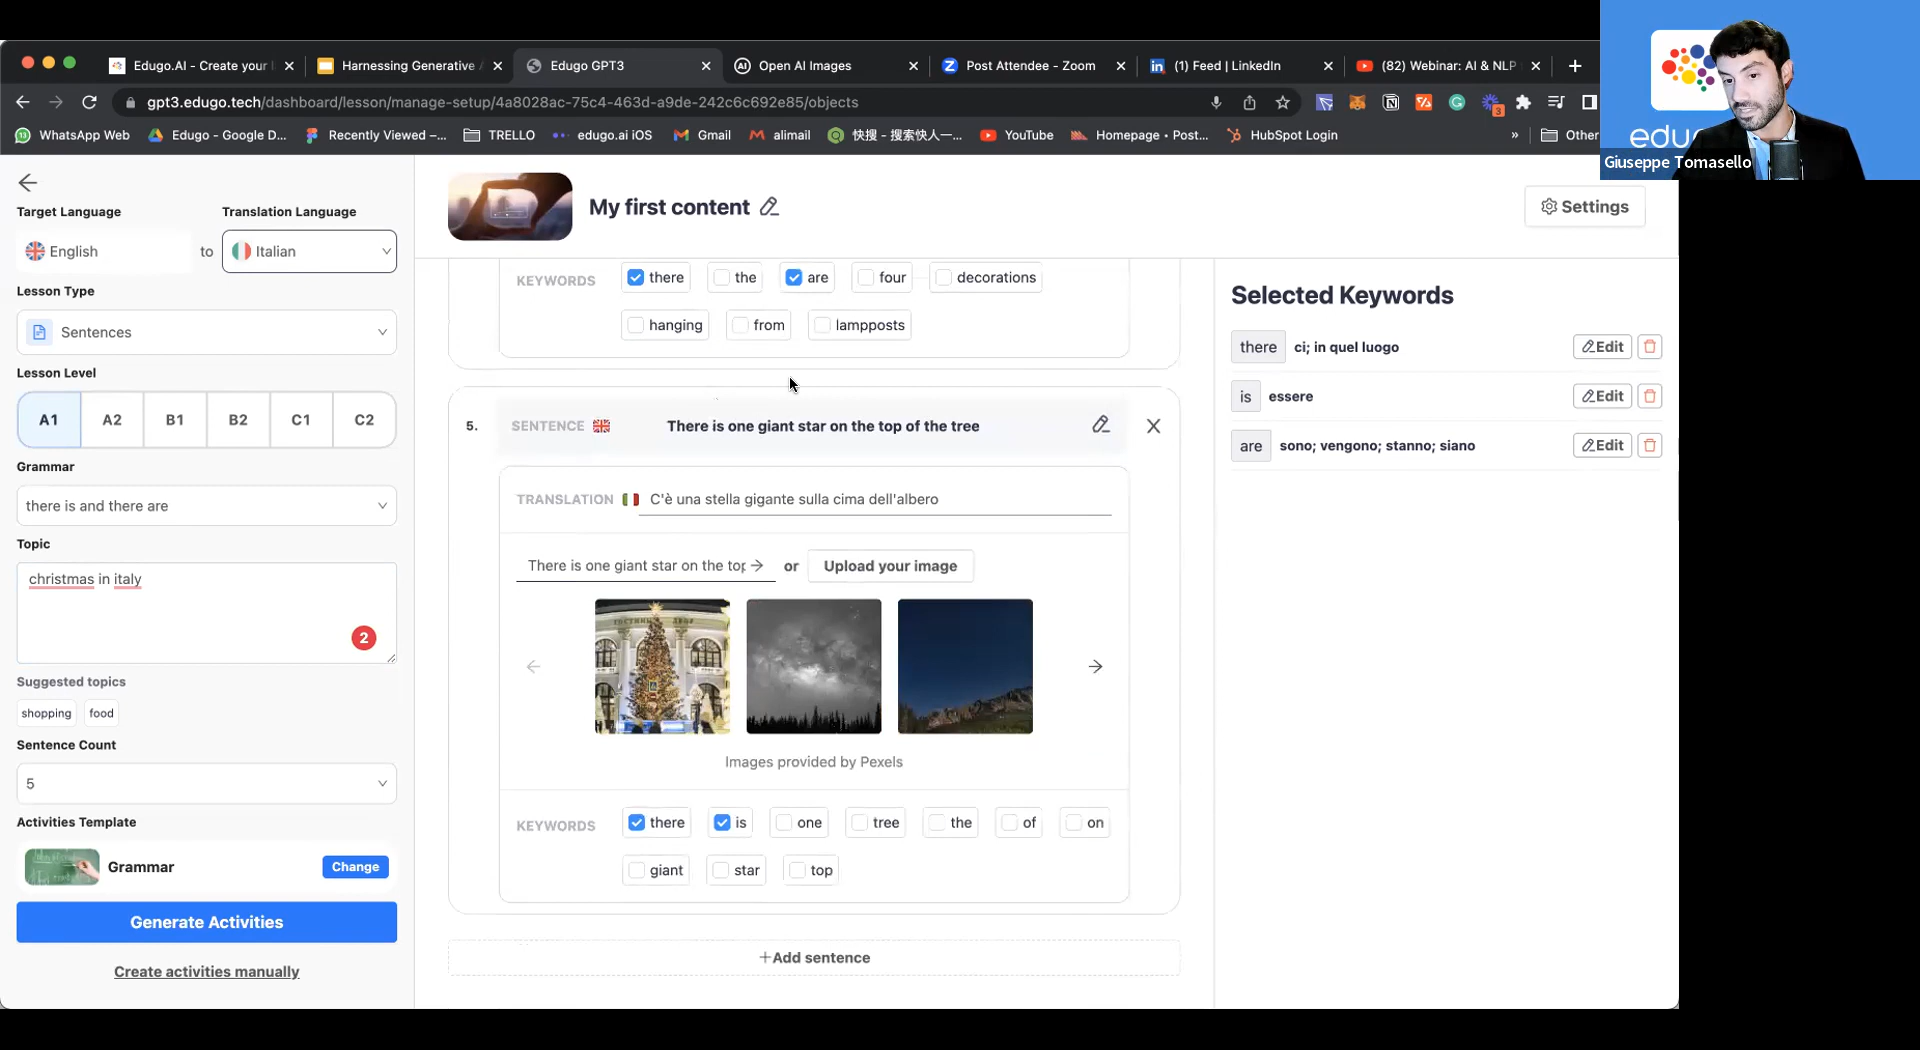 Edugo.AI - Create your
Harnessing Generative A
Edugo GPT3
Open AI Images
Post Attendee - Zoom
(1) Feed | LinkedIn
(82) Webinar: AI & NLP
gpt3.edugo.tech/dashboard/lesson/manage-setup/4a8028ac-75c4-463d-a9de-242c6c692e85/objects
3
WhatsApp Web
Edugo - Google D...
Recently Viewed –...
TRELLO
edugo.ai iOS
Gmail
alimail
快搜 - 搜索快人一...
YouTube
Homepage • Post...
HubSpot Login
»
Other
Giuseppe Tomasello
Target Language
Translation Language
English
to
Italian
Lesson Type
Sentences
Lesson Level
A1 A2 B1 B2 C1 C2
Grammar
there is and there are
Topic
christmas in italy
2
Suggested topics
shopping food
Sentence Count
5
Activities Template
Grammar
Change
Generate Activities
Create activities manually
My first content
Settings
KEYWORDS there the are four decorations
hanging from lampposts
5. SENTENCE There is one giant star on the top of the tree
TRANSLATION C'è una stella gigante sulla cima dell'albero
There is one giant star on the top or Upload your image
Images provided by Pexels
KEYWORDS there is one tree the of on
giant star top
+Add sentence
Selected Keywords
there ci; in quel luogo Edit
is essere Edit
are sono; vengono; stanno; siano Edit